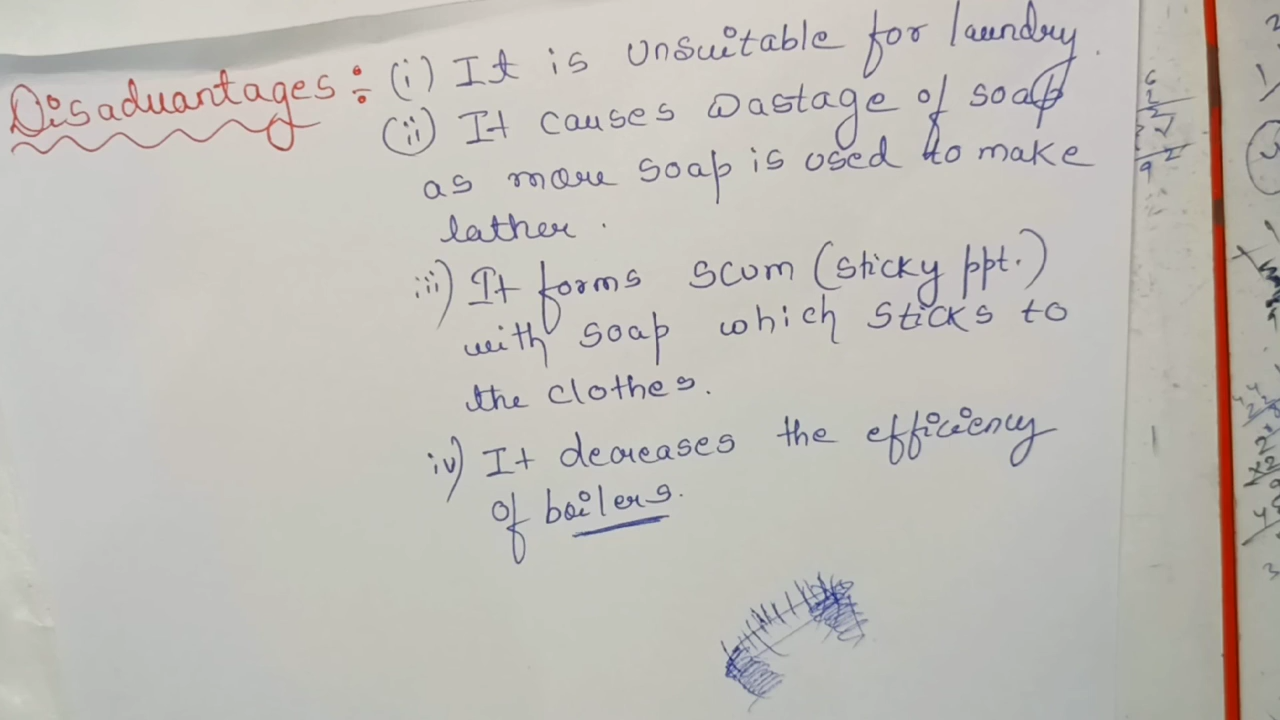 Disadvantages :- (i) It is unsuitable for laundry.
(ii) It causes wastage of soap
as more soap is used to make
lather.
iii) It forms scum (sticky ppt.)
with soap which sticks to
the clothes.
iv) It decreases the efficiency
of boilers.